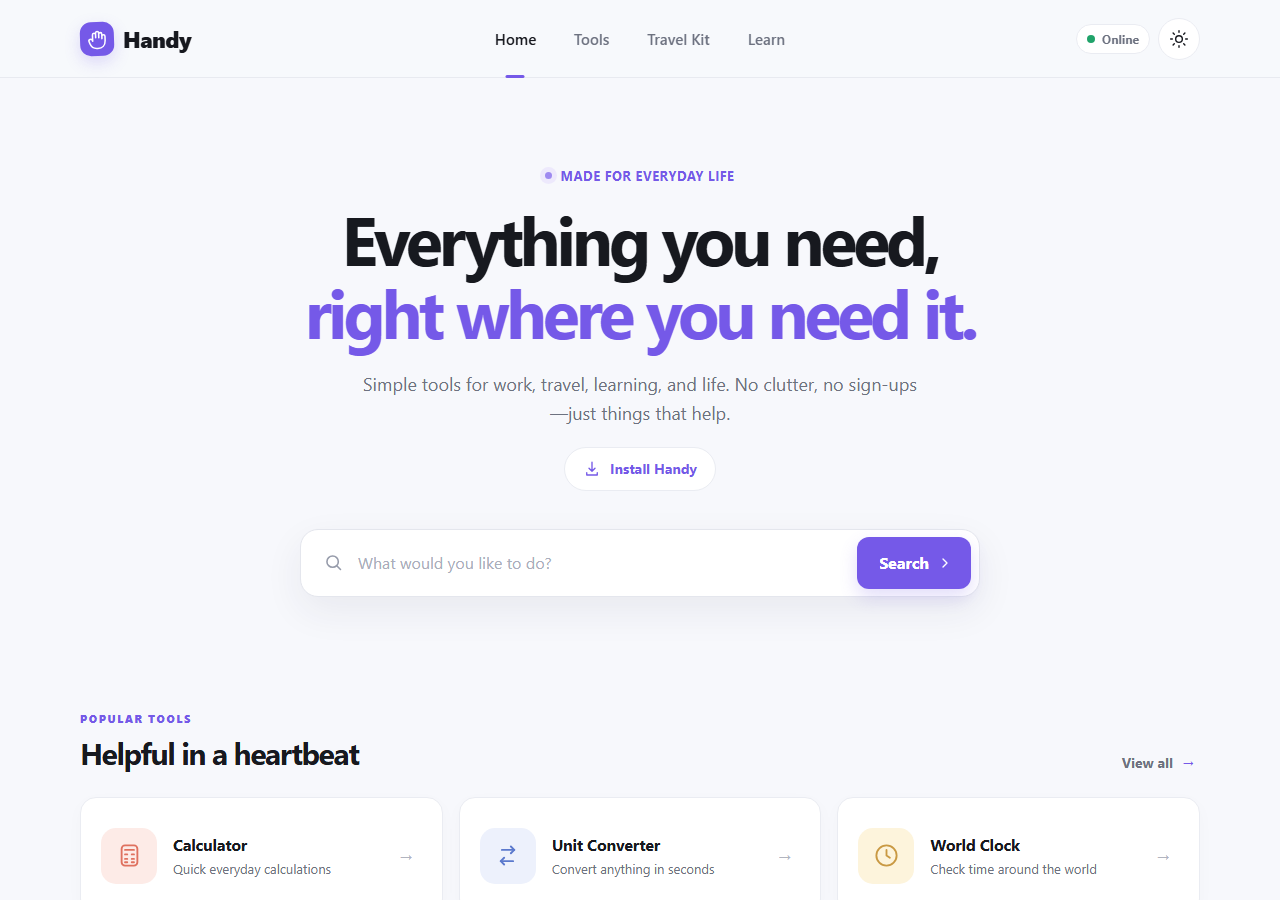 Handy
Home
Tools
Travel Kit
Learn
Online
MADE FOR EVERYDAY LIFE
Everything you need,
right where you need it.
Simple tools for work, travel, learning, and life. No clutter, no sign-ups
—just things that help.
Install Handy
What would you like to do?
Search
POPULAR TOOLS
Helpful in a heartbeat
View all →
Calculator
Quick everyday calculations
→
Unit Converter
Convert anything in seconds
→
World Clock
Check time around the world
→